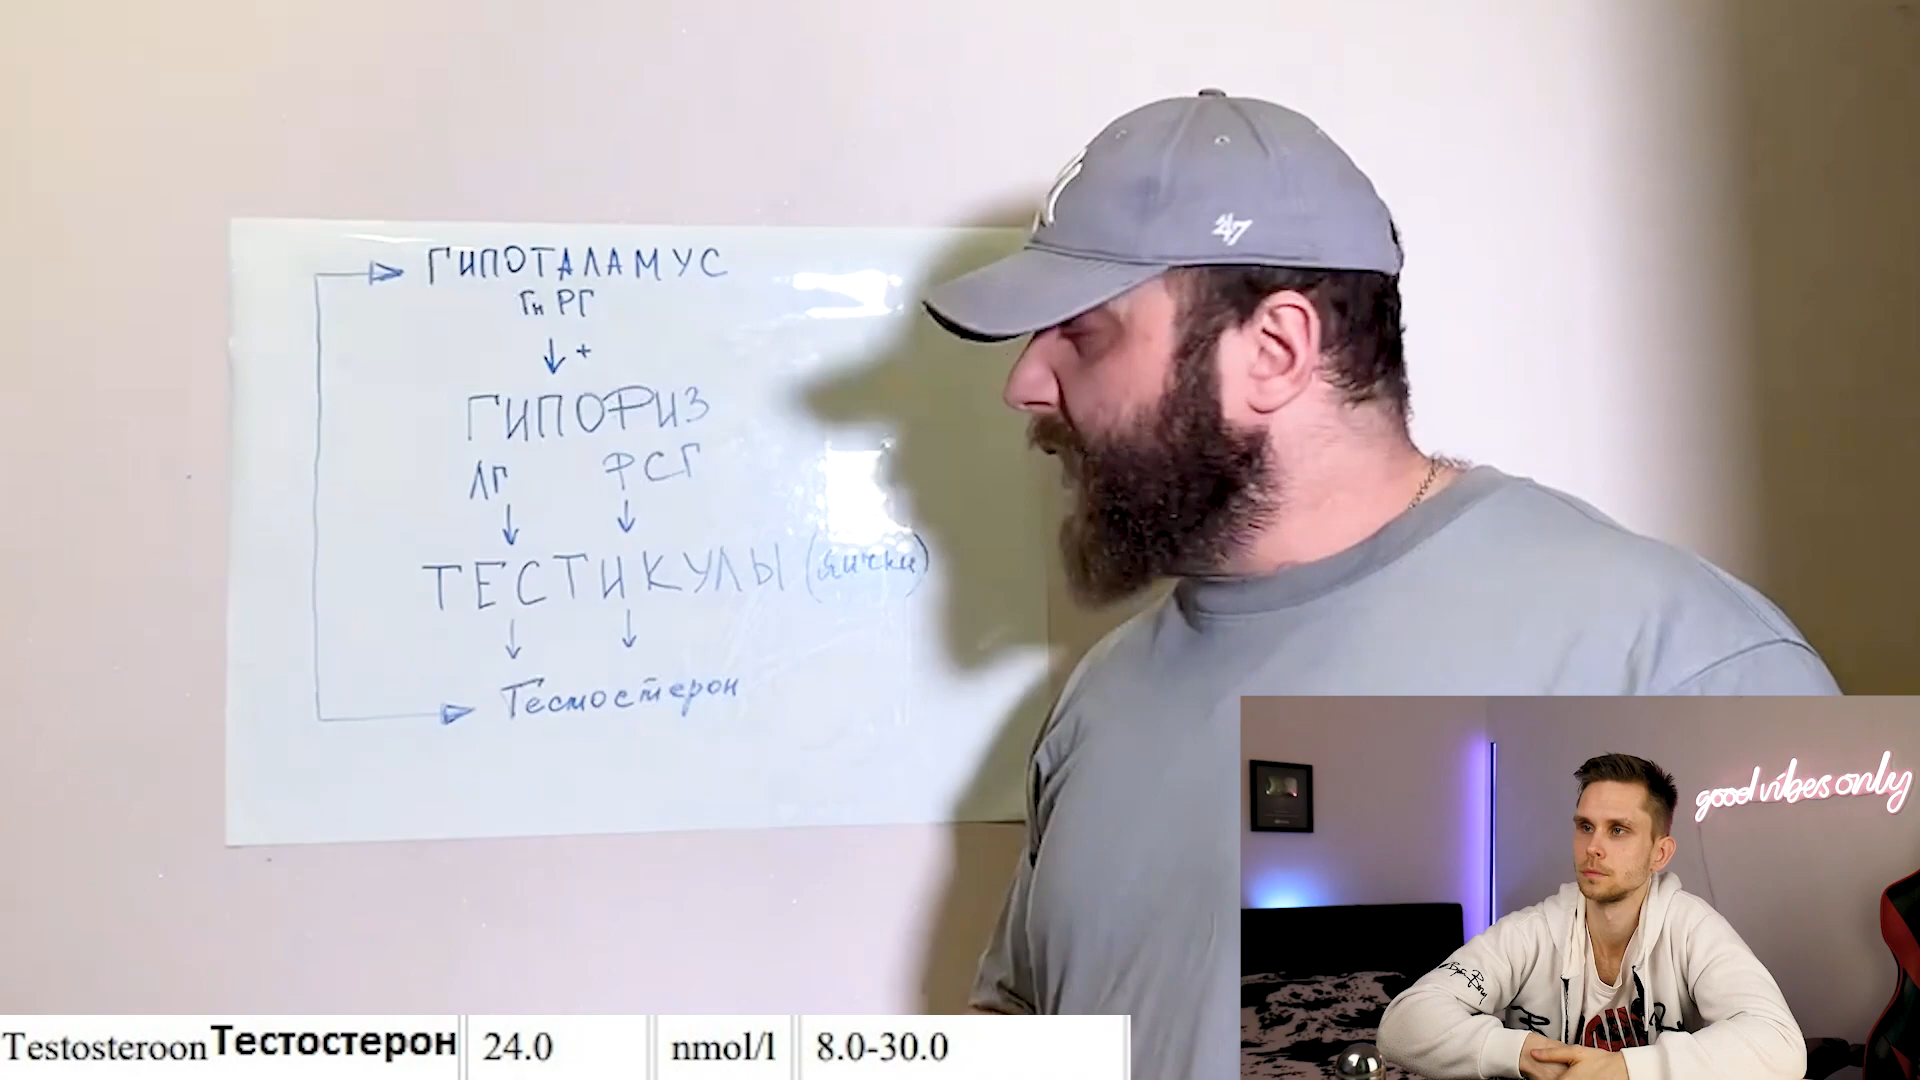 ГИПОТАЛАМУС
Гн РГ
+
ГИПОФИЗ
ЛГ ФСГ
ТЕСТИКУЛЫ (яички)
Тестостерон
47
good vibes only
Testosteroon Тестостерон 24.0 nmol/l 8.0-30.0